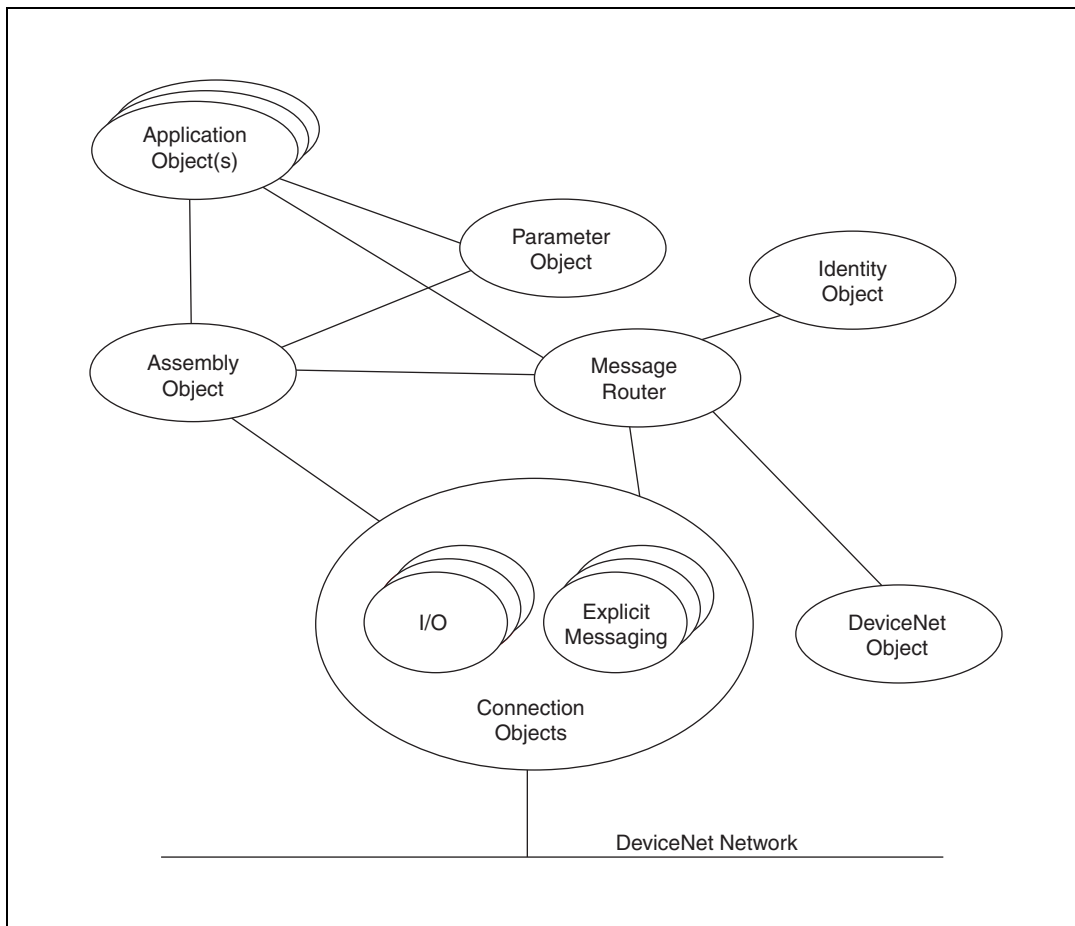 Application
Object(s)
Parameter
Object
Identity
Object
Assembly
Object
Message
Router
I/O
Explicit
Messaging
DeviceNet
Object
Connection
Objects
DeviceNet Network